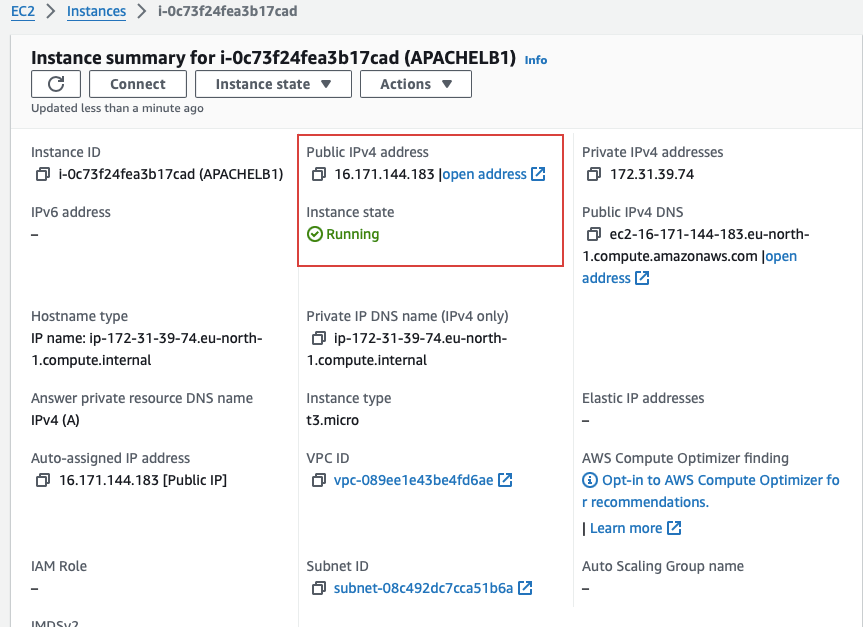 EC2 > Instances > i-0c73f24fea3b17cad
Instance summary for i-0c73f24fea3b17cad (APACHELB1) Info
Connect Instance state ▼ Actions ▼
Updated less than a minute ago
Instance ID
i-0c73f24fea3b17cad (APACHELB1)
Public IPv4 address
16.171.144.183 |open address
Private IPv4 addresses
172.31.39.74
IPv6 address
–
Instance state
Running
Public IPv4 DNS
ec2-16-171-144-183.eu-north-
1.compute.amazonaws.com |open
address
Hostname type
IP name: ip-172-31-39-74.eu-north-
1.compute.internal
Private IP DNS name (IPv4 only)
ip-172-31-39-74.eu-north-
1.compute.internal
Answer private resource DNS name
IPv4 (A)
Instance type
t3.micro
Elastic IP addresses
–
Auto-assigned IP address
16.171.144.183 [Public IP]
VPC ID
vpc-089ee1e43be4fd6ae
AWS Compute Optimizer finding
Opt-in to AWS Compute Optimizer fo
r recommendations.
| Learn more
IAM Role
–
Subnet ID
subnet-08c492dc7cca51b6a
Auto Scaling Group name
–
IMDSv2